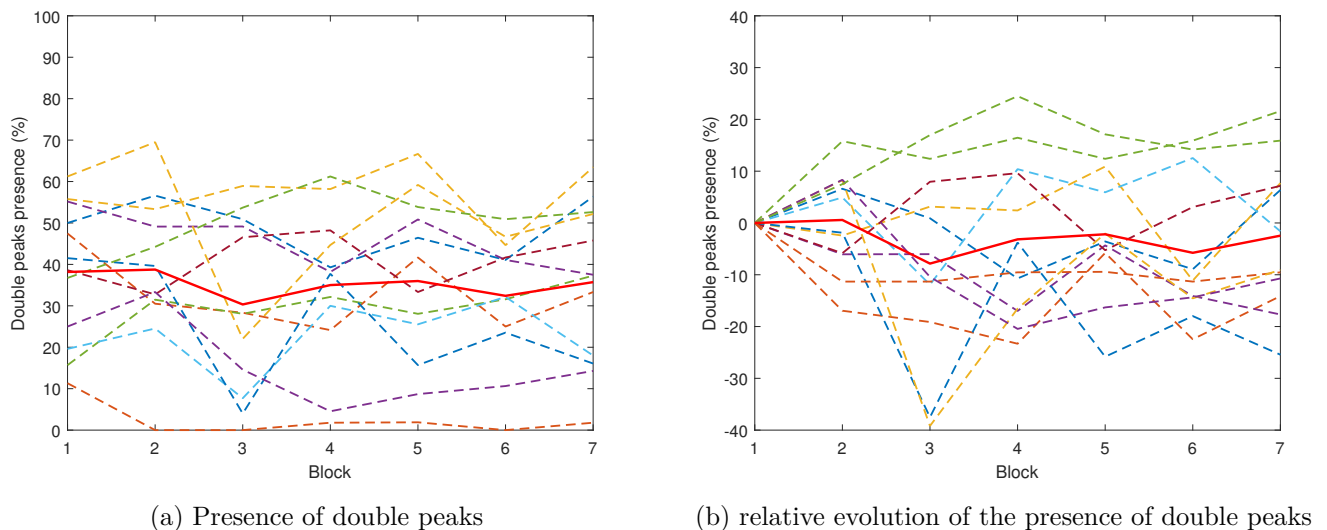 100
90
80
70
60
50
40
30
20
10
0
Double peaks presence (%)
1 2 3 4 5 6 7
Block
(a) Presence of double peaks
40
30
20
10
0
-10
-20
-30
-40
Double peaks presence (%)
1 2 3 4 5 6 7
Block
(b) relative evolution of the presence of double peaks